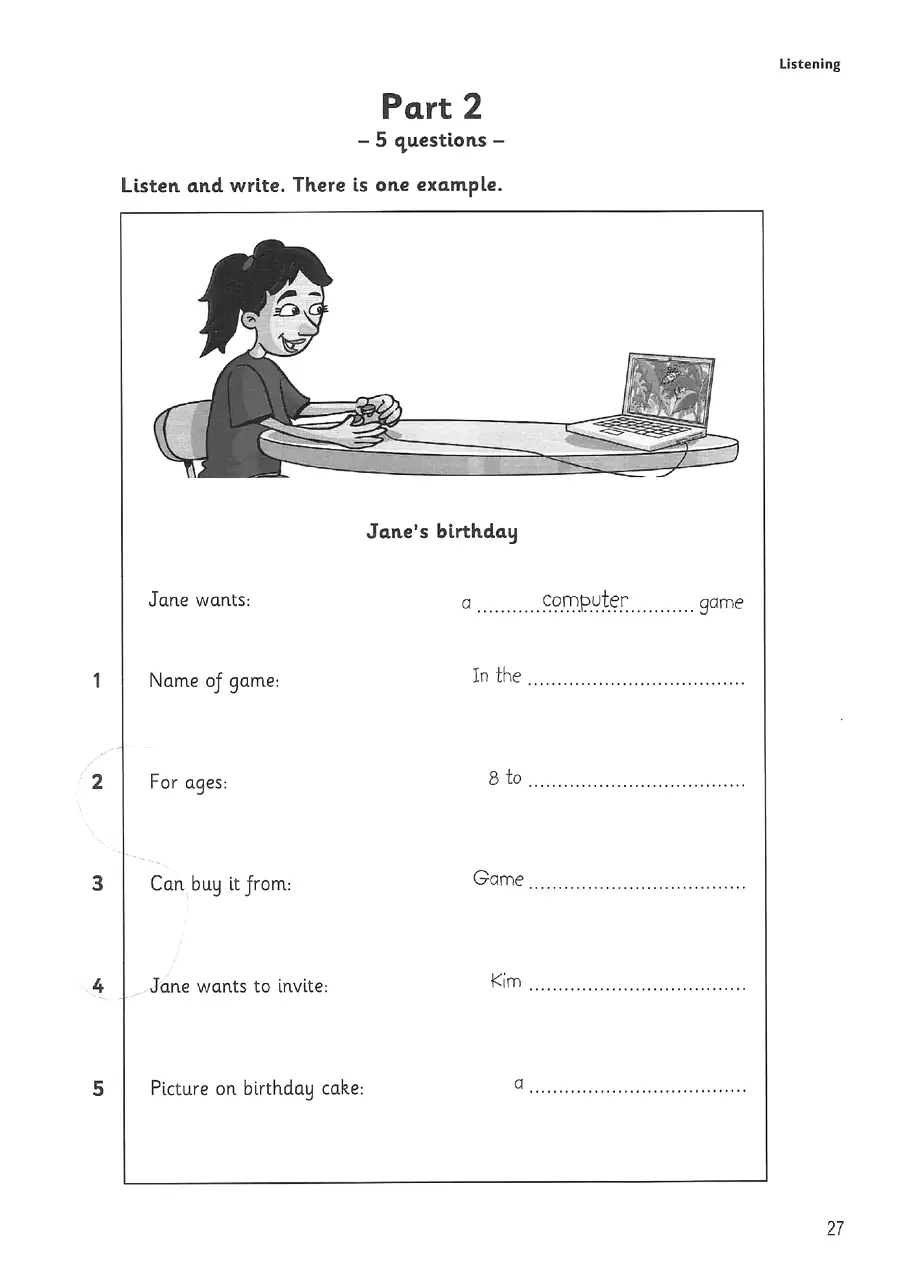 Listening
Part 2
– 5 questions –
Listen and write. There is one example.
Jane's birthday
Jane wants: a ........... computer ........... game
1 Name of game: In the ....................................
2 For ages: 8 to ....................................
3 Can buy it from: Game ....................................
4 Jane wants to invite: Kim ....................................
5 Picture on birthday cake: a ....................................
27